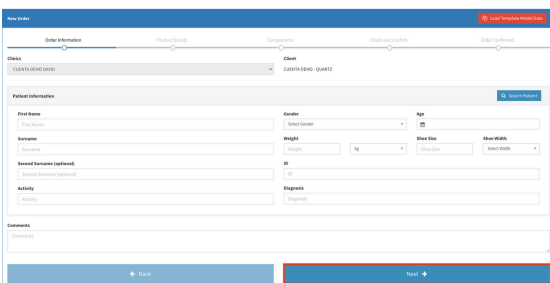 New Order
Load Template Model Data
Order Information
Product Details
Components
Check and Confirm
Order Confirmed
Clinics
Client
CUENTA DEMO DAVID
CUENTA DEMO - QUARTZ
Patient Information
Search Patient
First Name
Gender
Age
First Name
Select Gender
Surname
Weight
Shoe Size
Shoe Width
Surname
Weight
kg
Shoe Size
Select Width
Second Surname (optional)
ID
Second Surname (optional)
ID
Activity
Diagnosis
Activity
Diagnosis
Comments
Comments
Back
Next